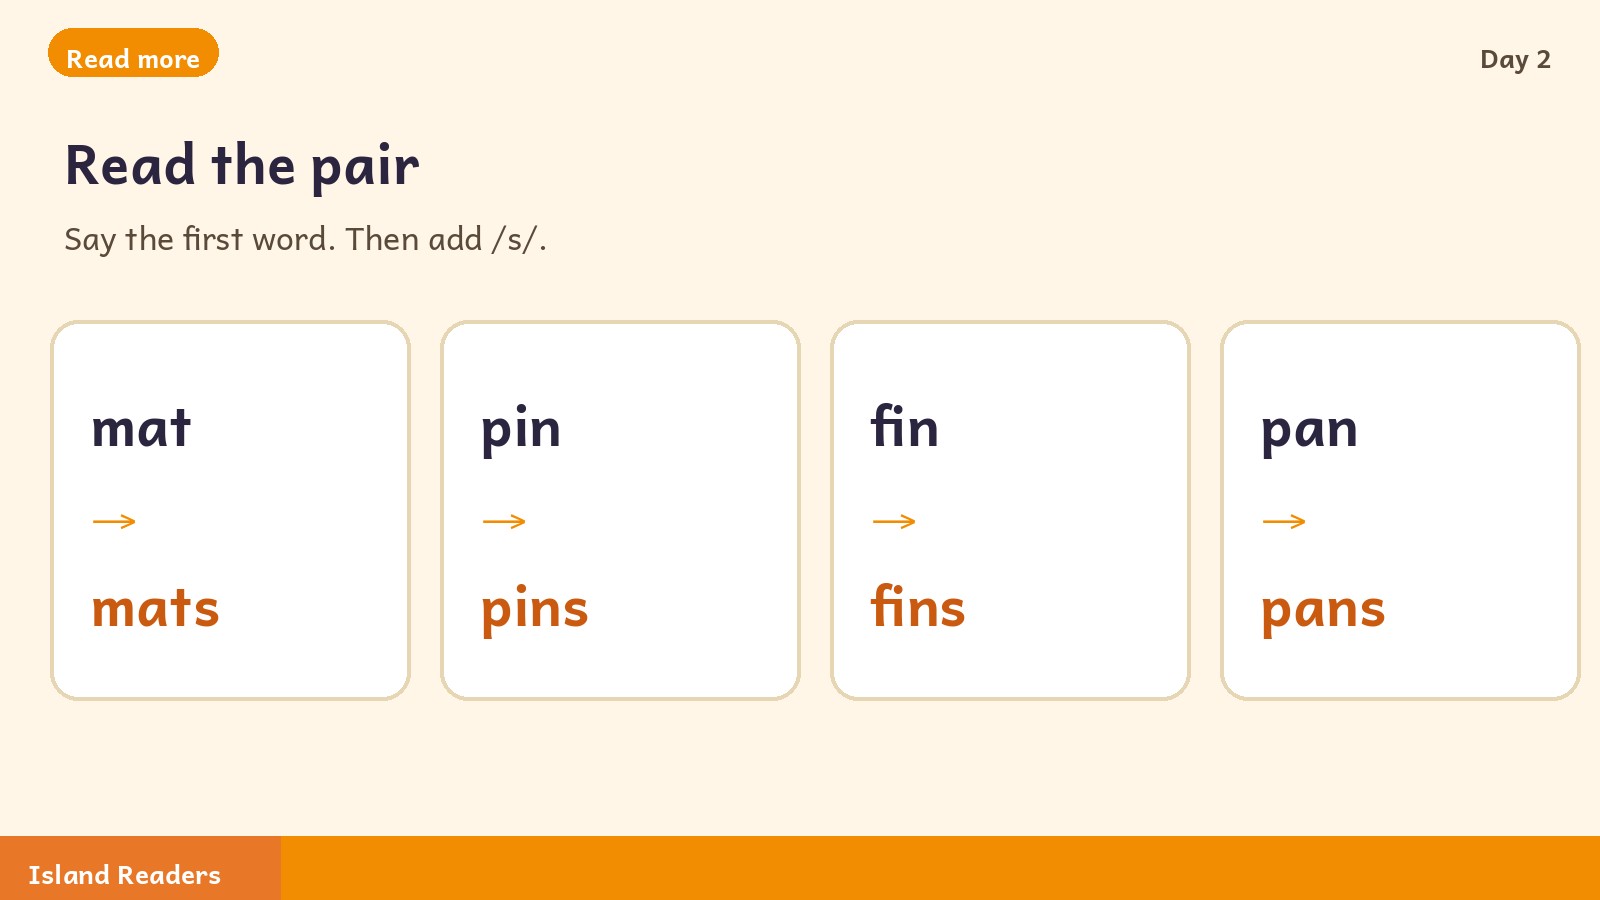 Read more
Day 2
Read the pair
Say the first word. Then add /s/.
mat
→
mats
pin
→
pins
fin
→
fins
pan
→
pans
Island Readers